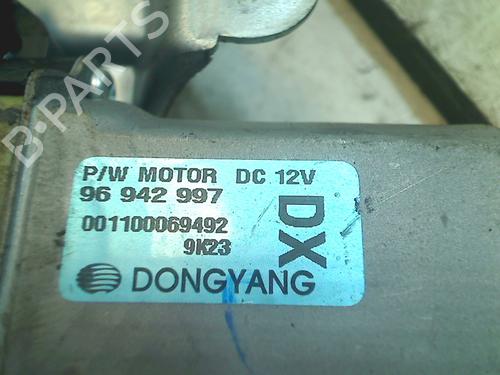 B-PARTS
P/W MOTOR DC 12V
96 942 997
001100069492
9K23
DX
DONGYANG